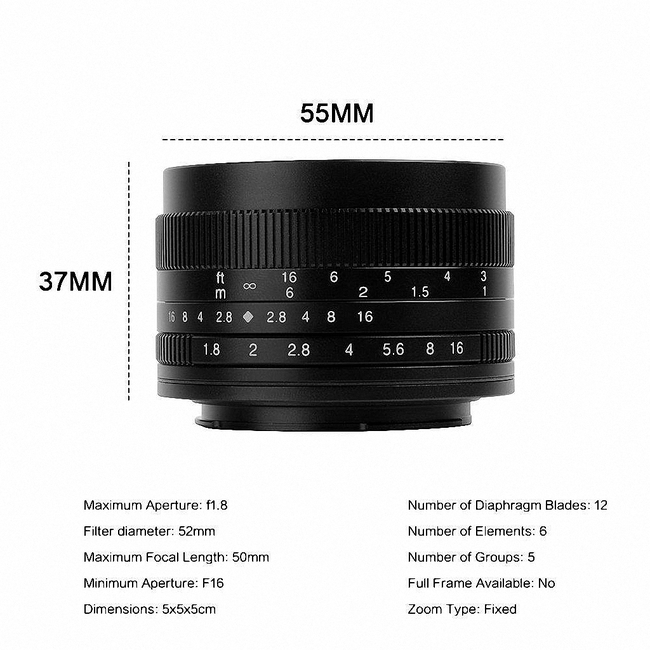 55MM
37MM
ft ∞ 16 6 5 4 3
m 6 2 1.5 1
16 8 4 2.8 ◆ 2.8 4 8 16
1.8 2 2.8 4 5.6 8 16
Maximum Aperture: f1.8
Filter diameter: 52mm
Maximum Focal Length: 50mm
Minimum Aperture: F16
Dimensions: 5x5x5cm
Number of Diaphragm Blades: 12
Number of Elements: 6
Number of Groups: 5
Full Frame Available: No
Zoom Type: Fixed